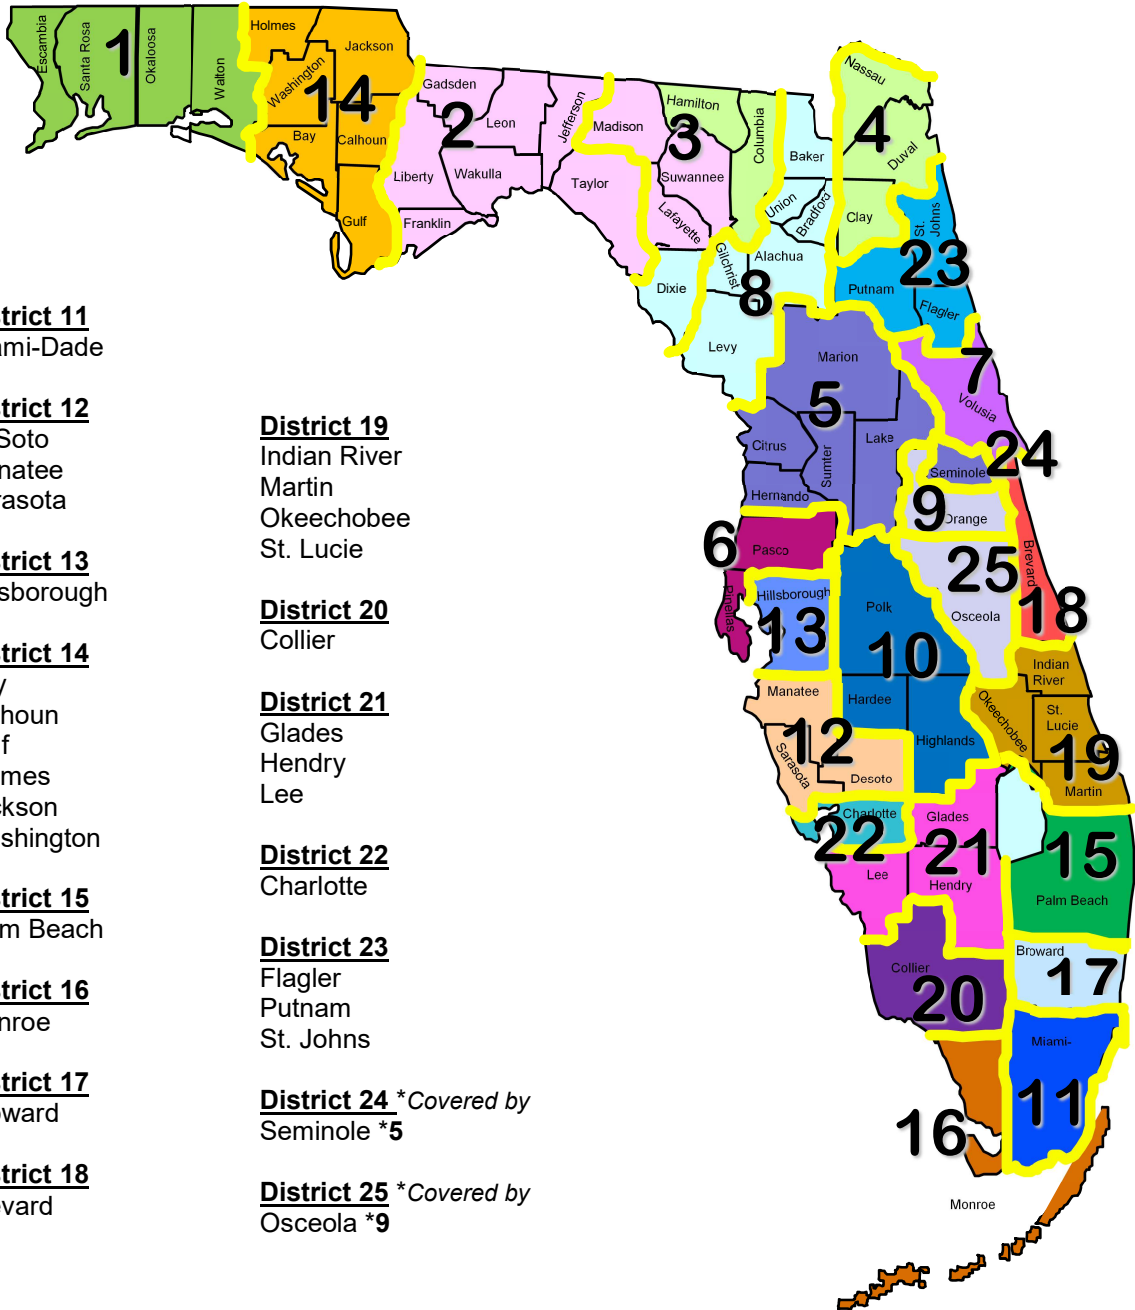 Escambia
Santa Rosa
1
Okaloosa
Walton
Holmes
Jackson
Washington
14
Bay
Calhoun
Gulf
Gadsden
2
Leon
Jefferson
Liberty
Wakulla
Franklin
Madison
Taylor
Hamilton
3
Columbia
Suwannee
Lafayette
Dixie
Nassau
4
Duval
Baker
Union
Bradford
Clay
St.
Johns
23
Gilchrist
Alachua
8
Putnam
Flagler
Levy
Marion
7
Volusia
5
Citrus
Sumter
Lake
24
Seminole
Hernando
9
Orange
6
Pasco
25
Brevard
Pinellas
Hillsborough
13
Polk
Osceola
18
10
Indian
River
Manatee
Hardee
Okeechobee
St.
Lucie
12
Sarasota
Highlands
19
Desoto
Martin
Charlotte
22
Glades
21
15
Lee
Hendry
Palm Beach
Broward
17
Collier
20
Miami-
11
16
Monroe
trict 11
mi-Dade
trict 12
Soto
natee
rasota
trict 13
sborough
trict 14
y
houn
f
mes
kson
shington
trict 15
m Beach
trict 16
nroe
trict 17
oward
trict 18
evard
District 19
Indian River
Martin
Okeechobee
St. Lucie
District 20
Collier
District 21
Glades
Hendry
Lee
District 22
Charlotte
District 23
Flagler
Putnam
St. Johns
District 24 *Covered by
Seminole *5
District 25 *Covered by
Osceola *9